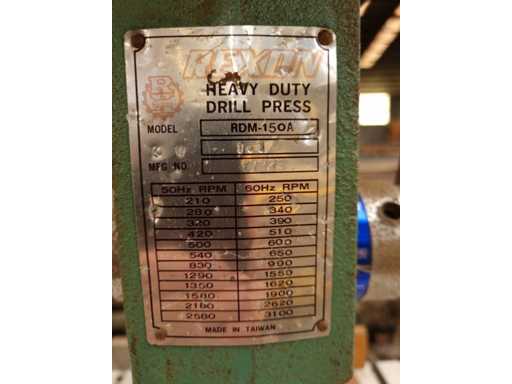 REXON
HEAVY DUTY
DRILL PRESS
MODEL RDM-150A
MFG NO.
50Hz RPM 60Hz RPM
210 250
280 340
320 390
420 510
500 600
540 650
830 990
1290 1550
1350 1620
1580 1900
2180 2620
2580 3100
MADE IN TAIWAN